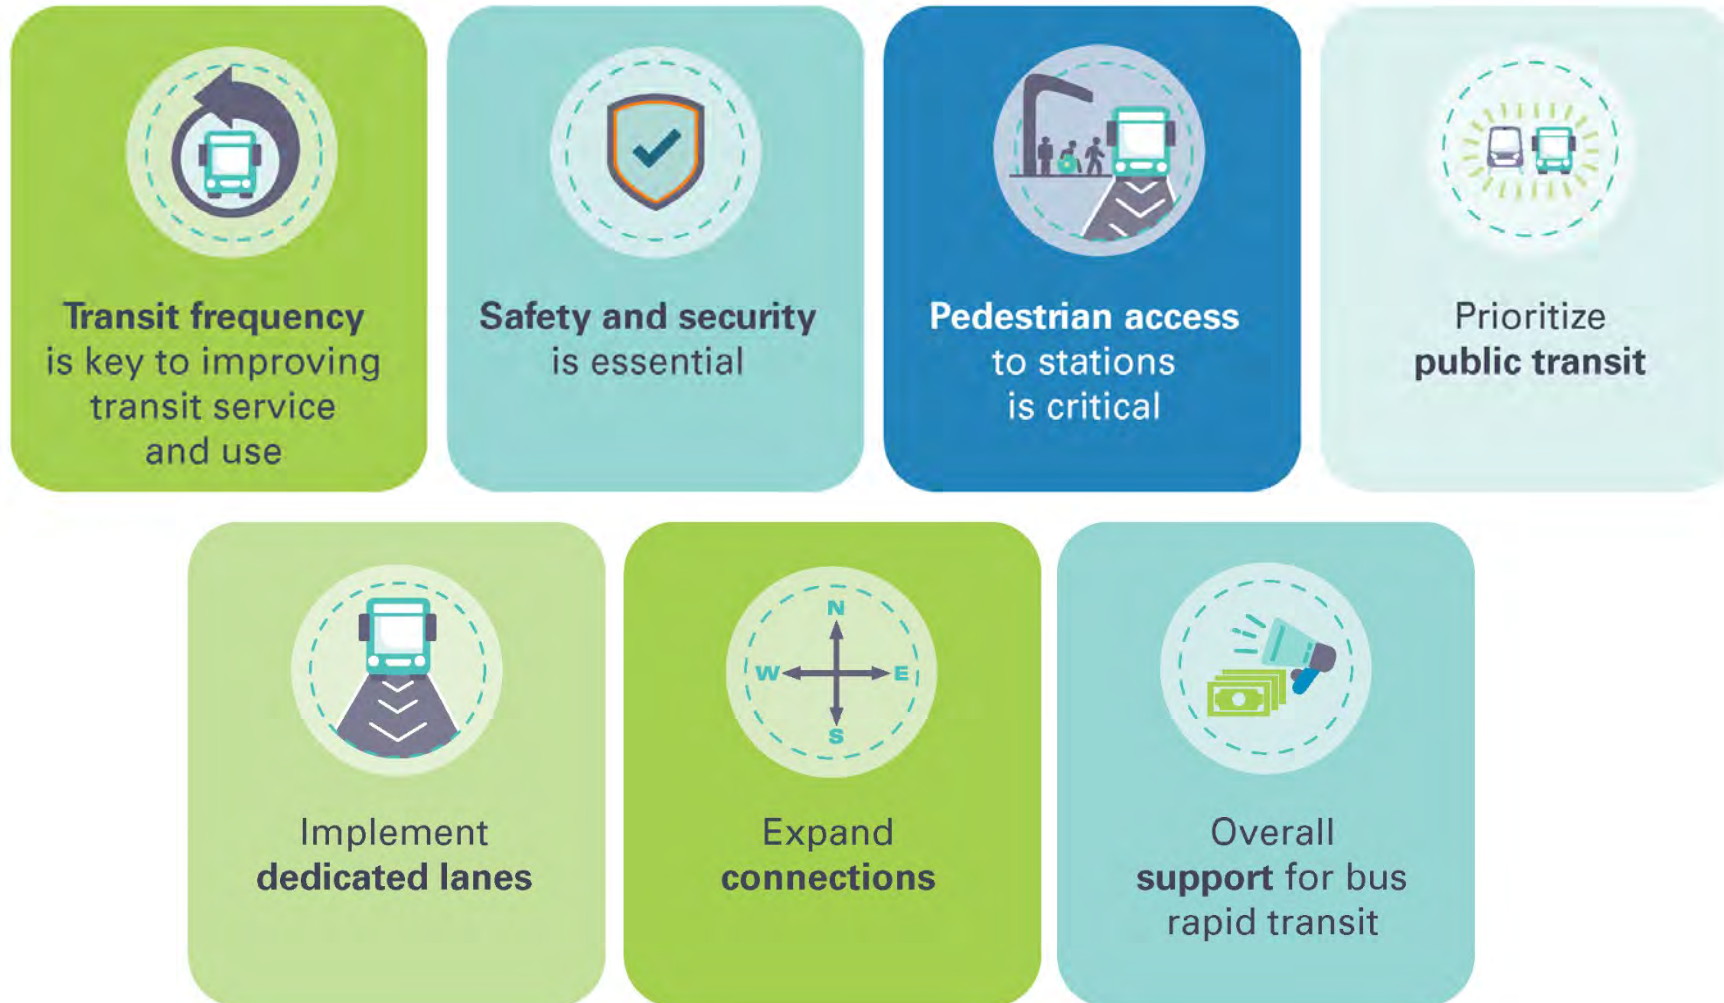 Transit frequency
is key to improving
transit service
and use
Safety and security
is essential
Pedestrian access
to stations
is critical
Prioritize
public transit
Implement
dedicated lanes
N
W E
S
Expand
connections
Overall
support for bus
rapid transit